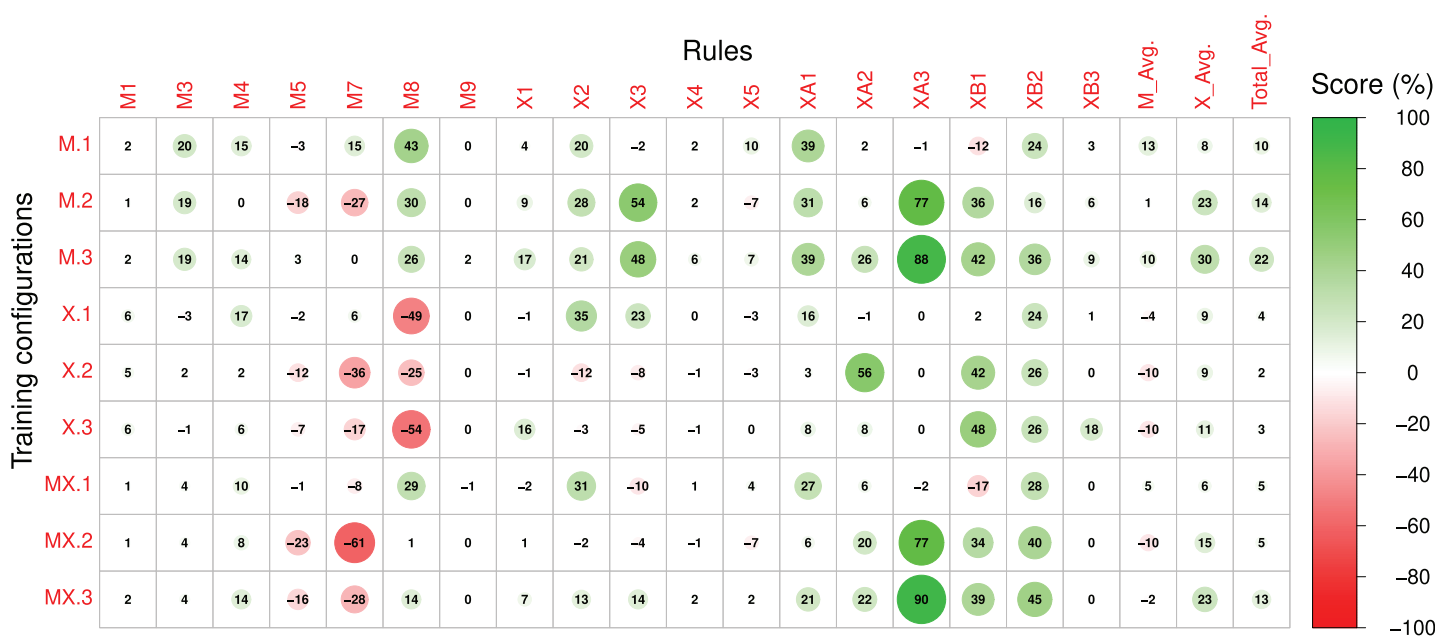 Rules
M1 M3 M4 M5 M7 M8 M9 X1 X2 X3 X4 X5 XA1 XA2 XA3 XB1 XB2 XB3 M_Avg. X_Avg. Total_Avg.
Score (%)
Training configurations
M.1 2 20 15 −3 15 43 0 4 20 −2 2 10 39 2 −1 −12 24 3 13 8 10
M.2 1 19 0 −18 −27 30 0 9 28 54 2 −7 31 6 77 36 16 6 1 23 14
M.3 2 19 14 3 0 26 2 17 21 48 6 7 39 26 88 42 36 9 10 30 22
X.1 6 −3 17 −2 6 −49 0 −1 35 23 0 −3 16 −1 0 2 24 1 −4 9 4
X.2 5 2 2 −12 −36 −25 0 −1 −12 −8 −1 −3 3 56 0 42 26 0 −10 9 2
X.3 6 −1 6 −7 −17 −54 0 16 −3 −5 −1 0 8 8 0 48 26 18 −10 11 3
MX.1 1 4 10 −1 −8 29 −1 −2 31 −10 1 4 27 6 −2 −17 28 0 5 6 5
MX.2 1 4 8 −23 −61 1 0 1 −2 −4 −1 −7 6 20 77 34 40 0 −10 15 5
MX.3 2 4 14 −16 −28 14 0 7 13 14 2 2 21 22 90 39 45 0 −2 23 13
100
80
60
40
20
0
−20
−40
−60
−80
−100